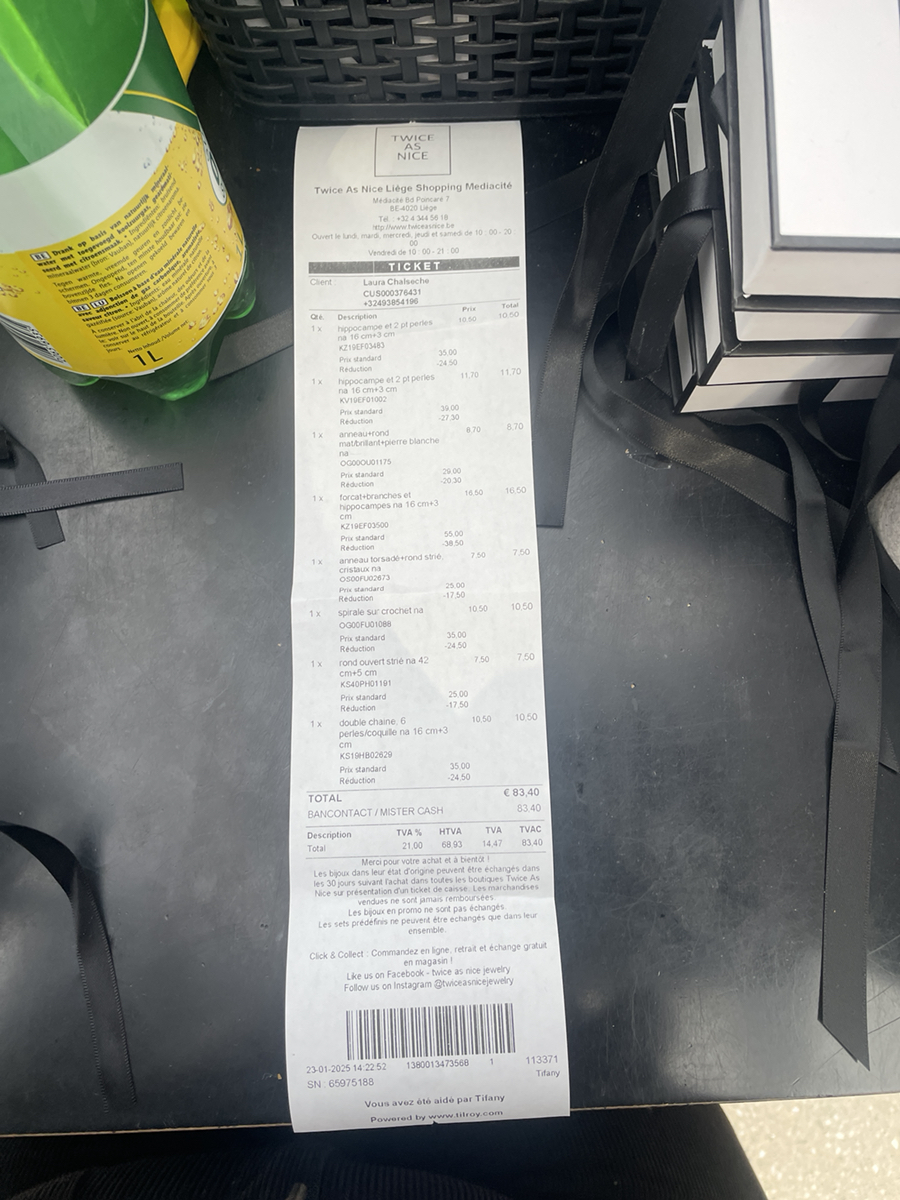 TWICE
AS
NICE
Twice As Nice Liège Shopping Mediacité
Médiacité Bd Poincaré 7
BE-4020 Liège
Tél. : +32 4 344 56 18
http://www.twiceasnice.be
Ouvert le lundi, mardi, mercredi, jeudi et samedi de 10 : 00 - 20 :
00
Vendredi de 10 : 00 - 21 : 00
TICKET
Client : Laura Chalseche
CUS000376431
+32493854196
Qté. Description Prix Total
1 x hippocampe et 2 pt perles 10,50 10,50
na 16 cm+3 cm
KZ19EF03483
Prix standard 35.00
Réduction -24.50
1 x hippocampe et 2 pt perles 11,70 11,70
na 16 cm+3 cm
KV19EF01002
Prix standard 39.00
Réduction -27.30
1 x anneau+rond 8,70 8,70
mat/brillant+pierre blanche
na
OG00OU01175
Prix standard 29.00
Réduction -20.30
1 x forcat+branches et 16,50 16,50
hippocampes na 16 cm+3
cm
KZ19EF03500
Prix standard 55.00
Réduction -38.50
1 x anneau torsadé+rond strié, 7,50 7,50
cristaux na
OS00FU02673
Prix standard 25.00
Réduction -17.50
1 x spirale sur crochet na 10,50 10,50
OG00FU01088
Prix standard 35.00
Réduction -24.50
1 x rond ouvert strié na 42 7,50 7,50
cm+5 cm
KS40PH01191
Prix standard 25.00
Réduction -17.50
1 x double chaine, 6 10,50 10,50
perles/coquille na 16 cm+3
cm
KS19HB02629
Prix standard 35.00
Réduction -24.50
TOTAL € 83,40
BANCONTACT / MISTER CASH 83,40
Description TVA % HTVA TVA TVAC
Total 21,00 68,93 14,47 83,40
Merci pour votre achat et à bientôt !
Les bijoux dans leur état d'origine peuvent être échangés dans
les 30 jours suivant l'achat dans toutes les boutiques Twice As
Nice sur présentation d'un ticket de caisse. Les marchandises
vendues ne sont jamais remboursées.
Les bijoux en promo ne sont pas échangés.
Les sets prédéfinis ne peuvent être echangés que dans leur
ensemble.
Click & Collect : Commandez en ligne, retrait et échange gratuit
en magasin !
Like us on Facebook - twice as nice jewelry
Follow us on Instagram @twiceasnicejewelry
23-01-2025 14:22:52 1380013473568 1 113371
Tifany
SN : 65975188
Vous avez été aidé par Tifany
Powered by www.tilroy.com
BE Drank op basis van natuurlijk mineraal-
water met toegevoegd koolzuurgas,
1L